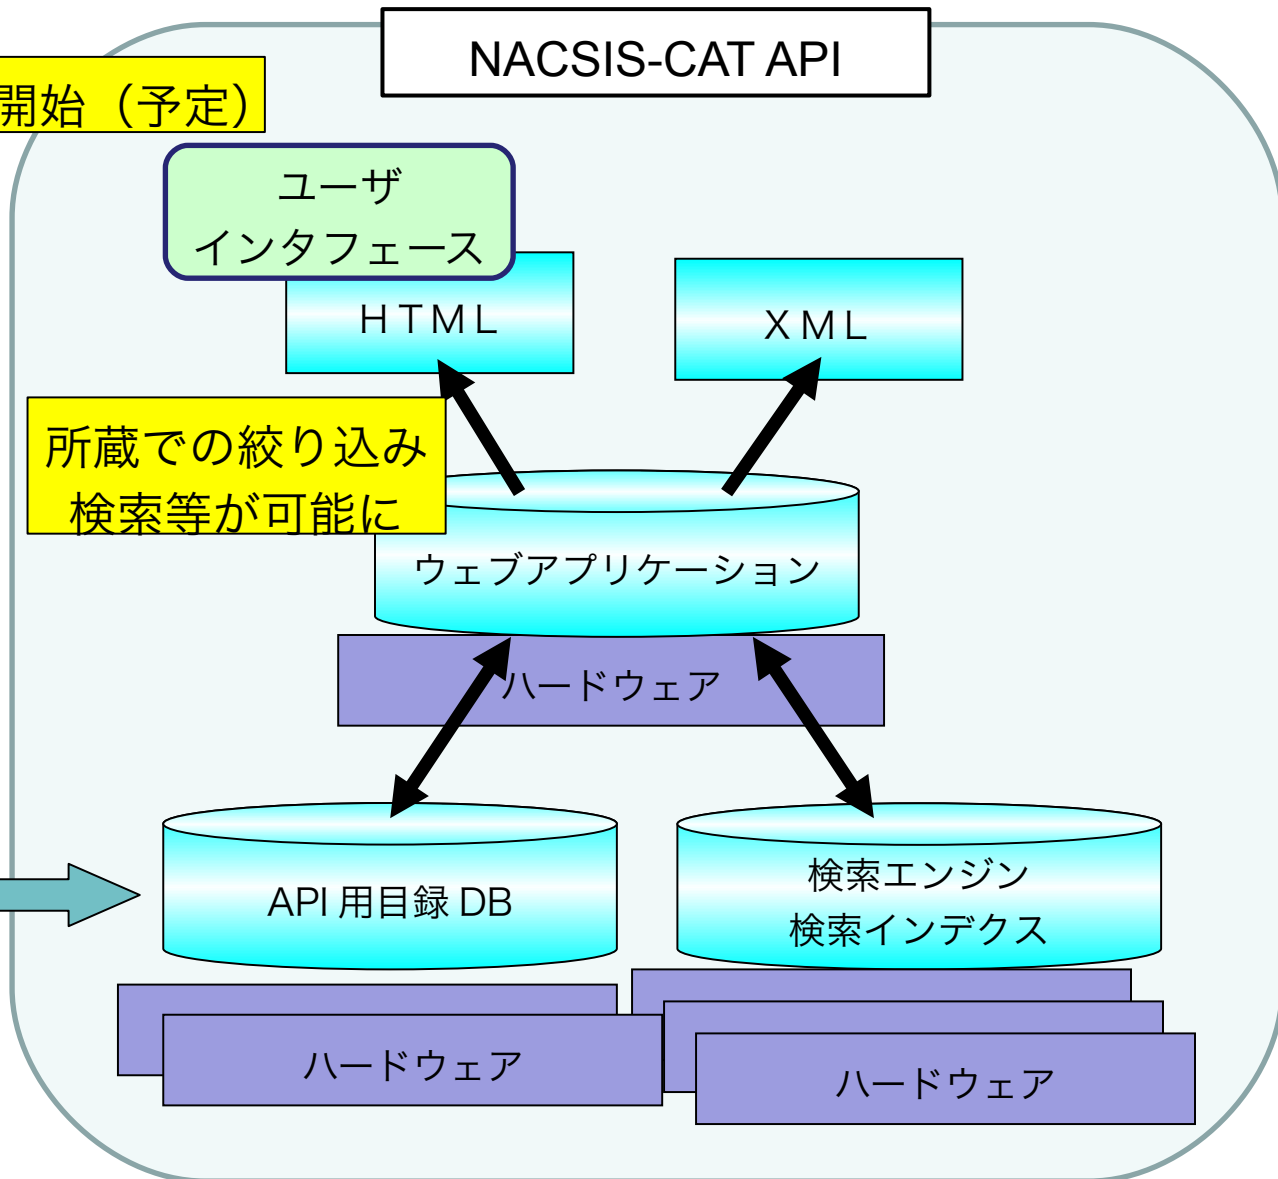 NACSIS-CAT API
開始（予定）
ユーザ
インタフェース
ＨＴＭＬ
ＸＭＬ
所蔵での絞り込み
検索等が可能に
ウェブアプリケーション
ハードウェア
API 用目録 DB
検索エンジン
検索インデクス
ハードウェア
ハードウェア